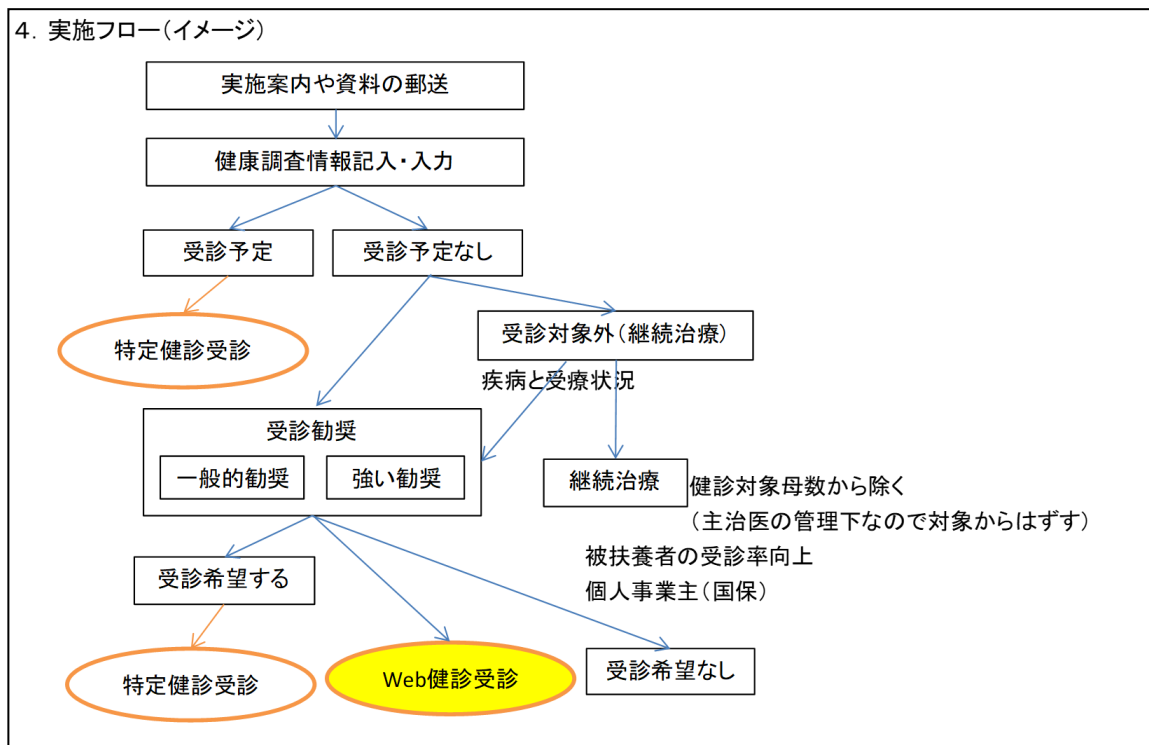 ４．実施フロー（イメージ）
実施案内や資料の郵送
健康調査情報記入・入力
受診予定
受診予定なし
特定健診受診
受診対象外（継続治療）
疾病と受療状況
受診勧奨
一般的勧奨
強い勧奨
継続治療
健診対象母数から除く
（主治医の管理下なので対象からはずす）
被扶養者の受診率向上
個人事業主（国保）
受診希望する
特定健診受診
Web健診受診
受診希望なし